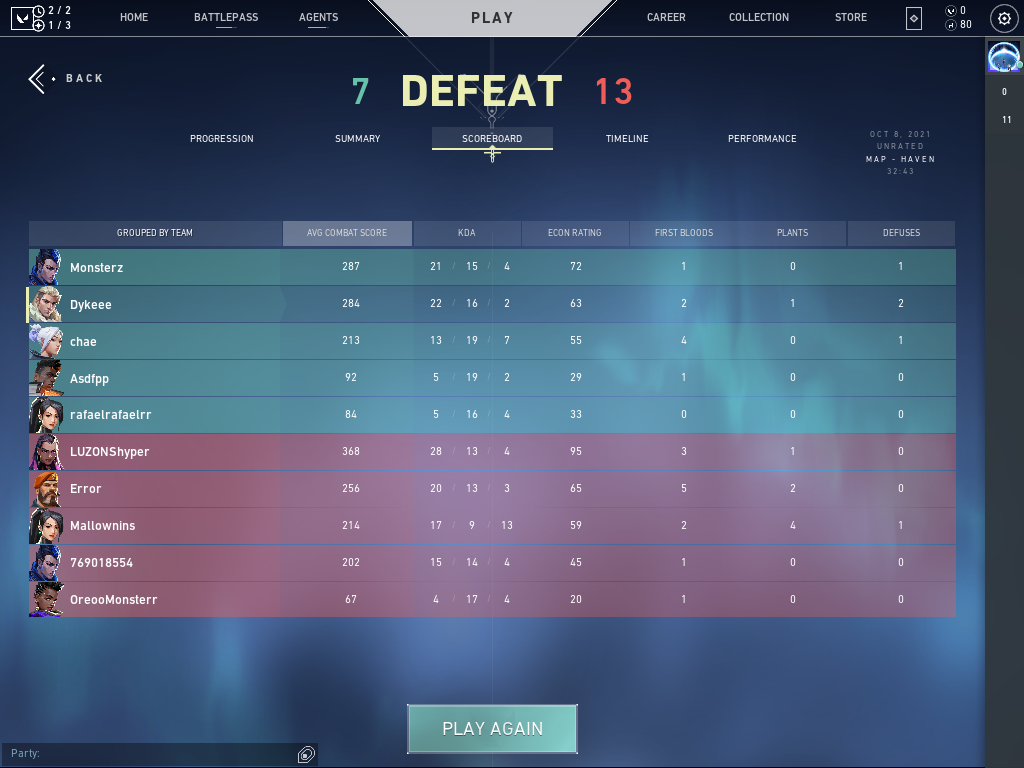 2 / 2
1 / 3
HOME BATTLEPASS AGENTS PLAY CAREER COLLECTION STORE
0
80
BACK
7 DEFEAT 13
PROGRESSION SUMMARY SCOREBOARD TIMELINE PERFORMANCE
OCT 8, 2021
UNRATED
MAP - HAVEN
32:43
0
11
GROUPED BY TEAM AVG COMBAT SCORE KDA ECON RATING FIRST BLOODS PLANTS DEFUSES
Monsterz 287 21 / 15 / 4 72 1 0 1
Dykeee 284 22 / 16 / 2 63 2 1 2
chae 213 13 / 19 / 7 55 4 0 1
Asdfpp 92 5 / 19 / 2 29 1 0 0
rafaelrafaelrr 84 5 / 16 / 4 33 0 0 0
LUZONShyper 368 28 / 13 / 4 95 3 1 0
Error 256 20 / 13 / 3 65 5 2 0
Mallownins 214 17 / 9 / 13 59 2 4 1
769018554 202 15 / 14 / 4 45 1 0 0
OreooMonsterr 67 4 / 17 / 4 20 1 0 0
PLAY AGAIN
Party: